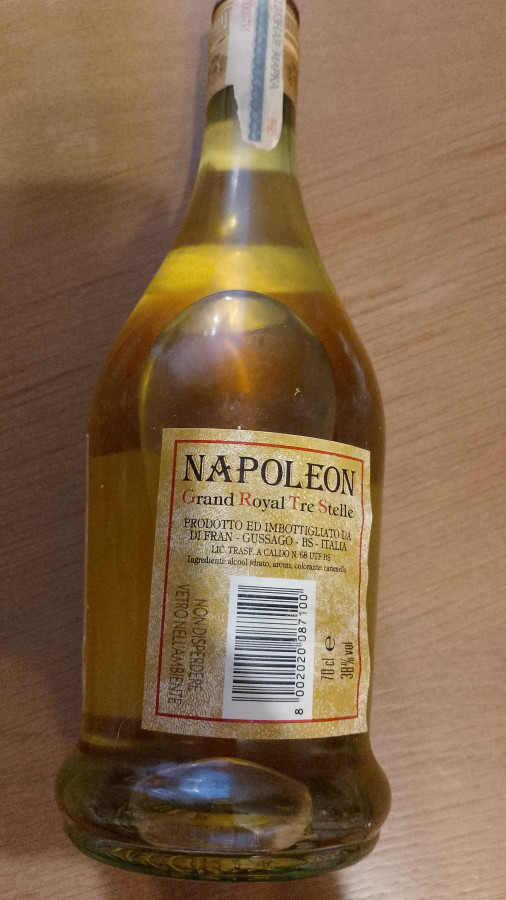 NAPOLEON
Grand Royal Tre Stelle
PRODOTTO ED IMBOTTIGLIATO DA
DI FRAN - GUSSAGO - BS - ITALIA
LIC. TRASF. A CALDO N. 68 UTF BS
Ingredienti: alcool idrato, aromi, colorante: caramello
NON DISPERDERE
VETRO NELL'AMBIENTE
8 002020 087100
70 cl e
38% vol